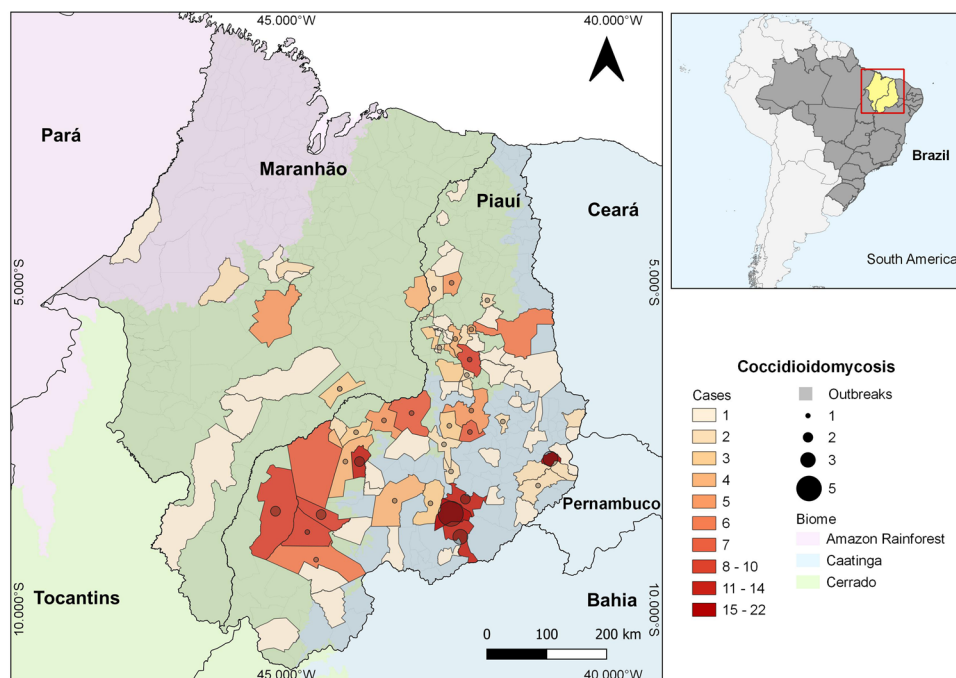 45.000°W
40.000°W
Pará
Maranhão
Piauí
Ceará
Brazil
South America
5.000°S
5.000°S
Pernambuco
Tocantins
Bahia
10.000°S
10.000°S
0 100 200 km
45.000°W
40.000°W
Coccidioidomycosis
Cases
1
2
3
4
5
6
7
8 - 10
11 - 14
15 - 22
Outbreaks
1
2
3
5
Biome
Amazon Rainforest
Caatinga
Cerrado